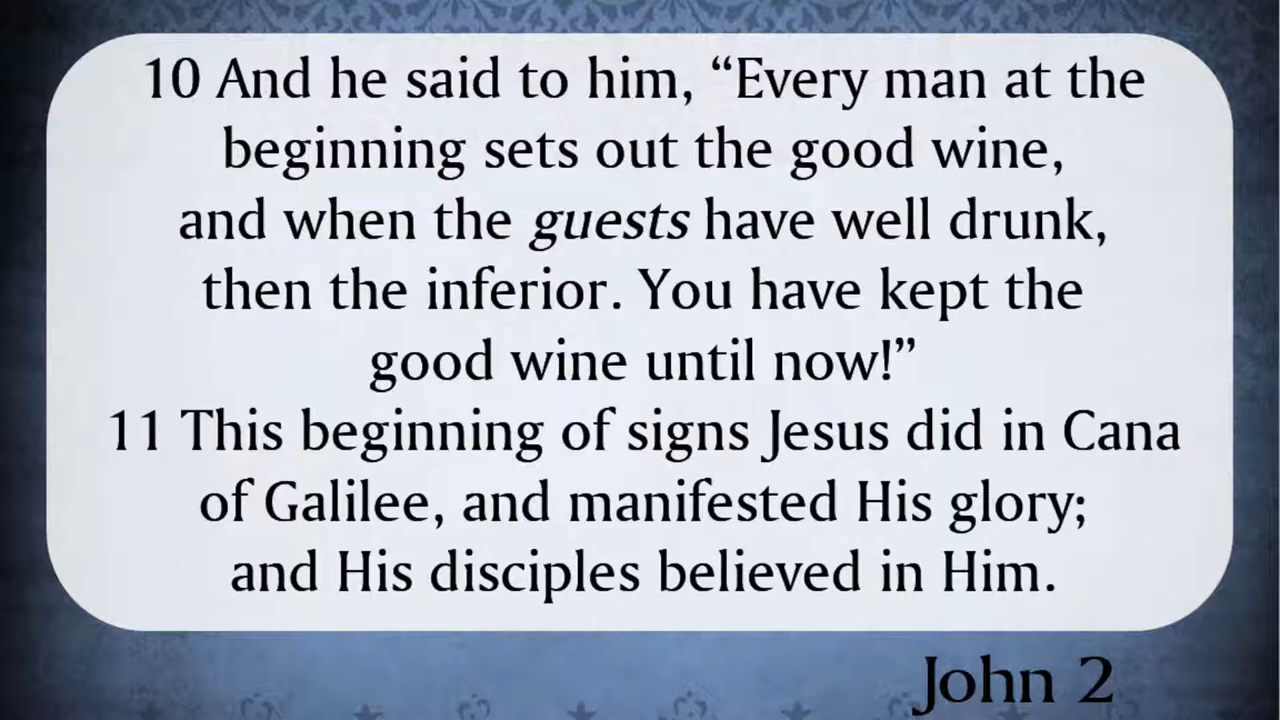 10 And he said to him, “Every man at the
beginning sets out the good wine,
and when the guests have well drunk,
then the inferior. You have kept the
good wine until now!”
11 This beginning of signs Jesus did in Cana
of Galilee, and manifested His glory;
and His disciples believed in Him.
John 2